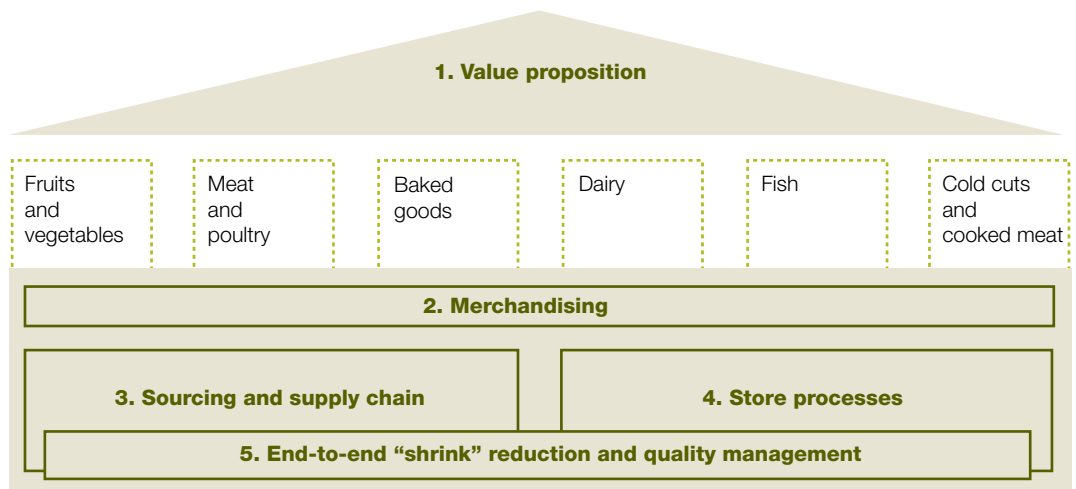 1. Value proposition
Fruits
and
vegetables
Meat
and
poultry
Baked
goods
Dairy
Fish
Cold cuts
and
cooked meat
2. Merchandising
3. Sourcing and supply chain
4. Store processes
5. End-to-end “shrink” reduction and quality management